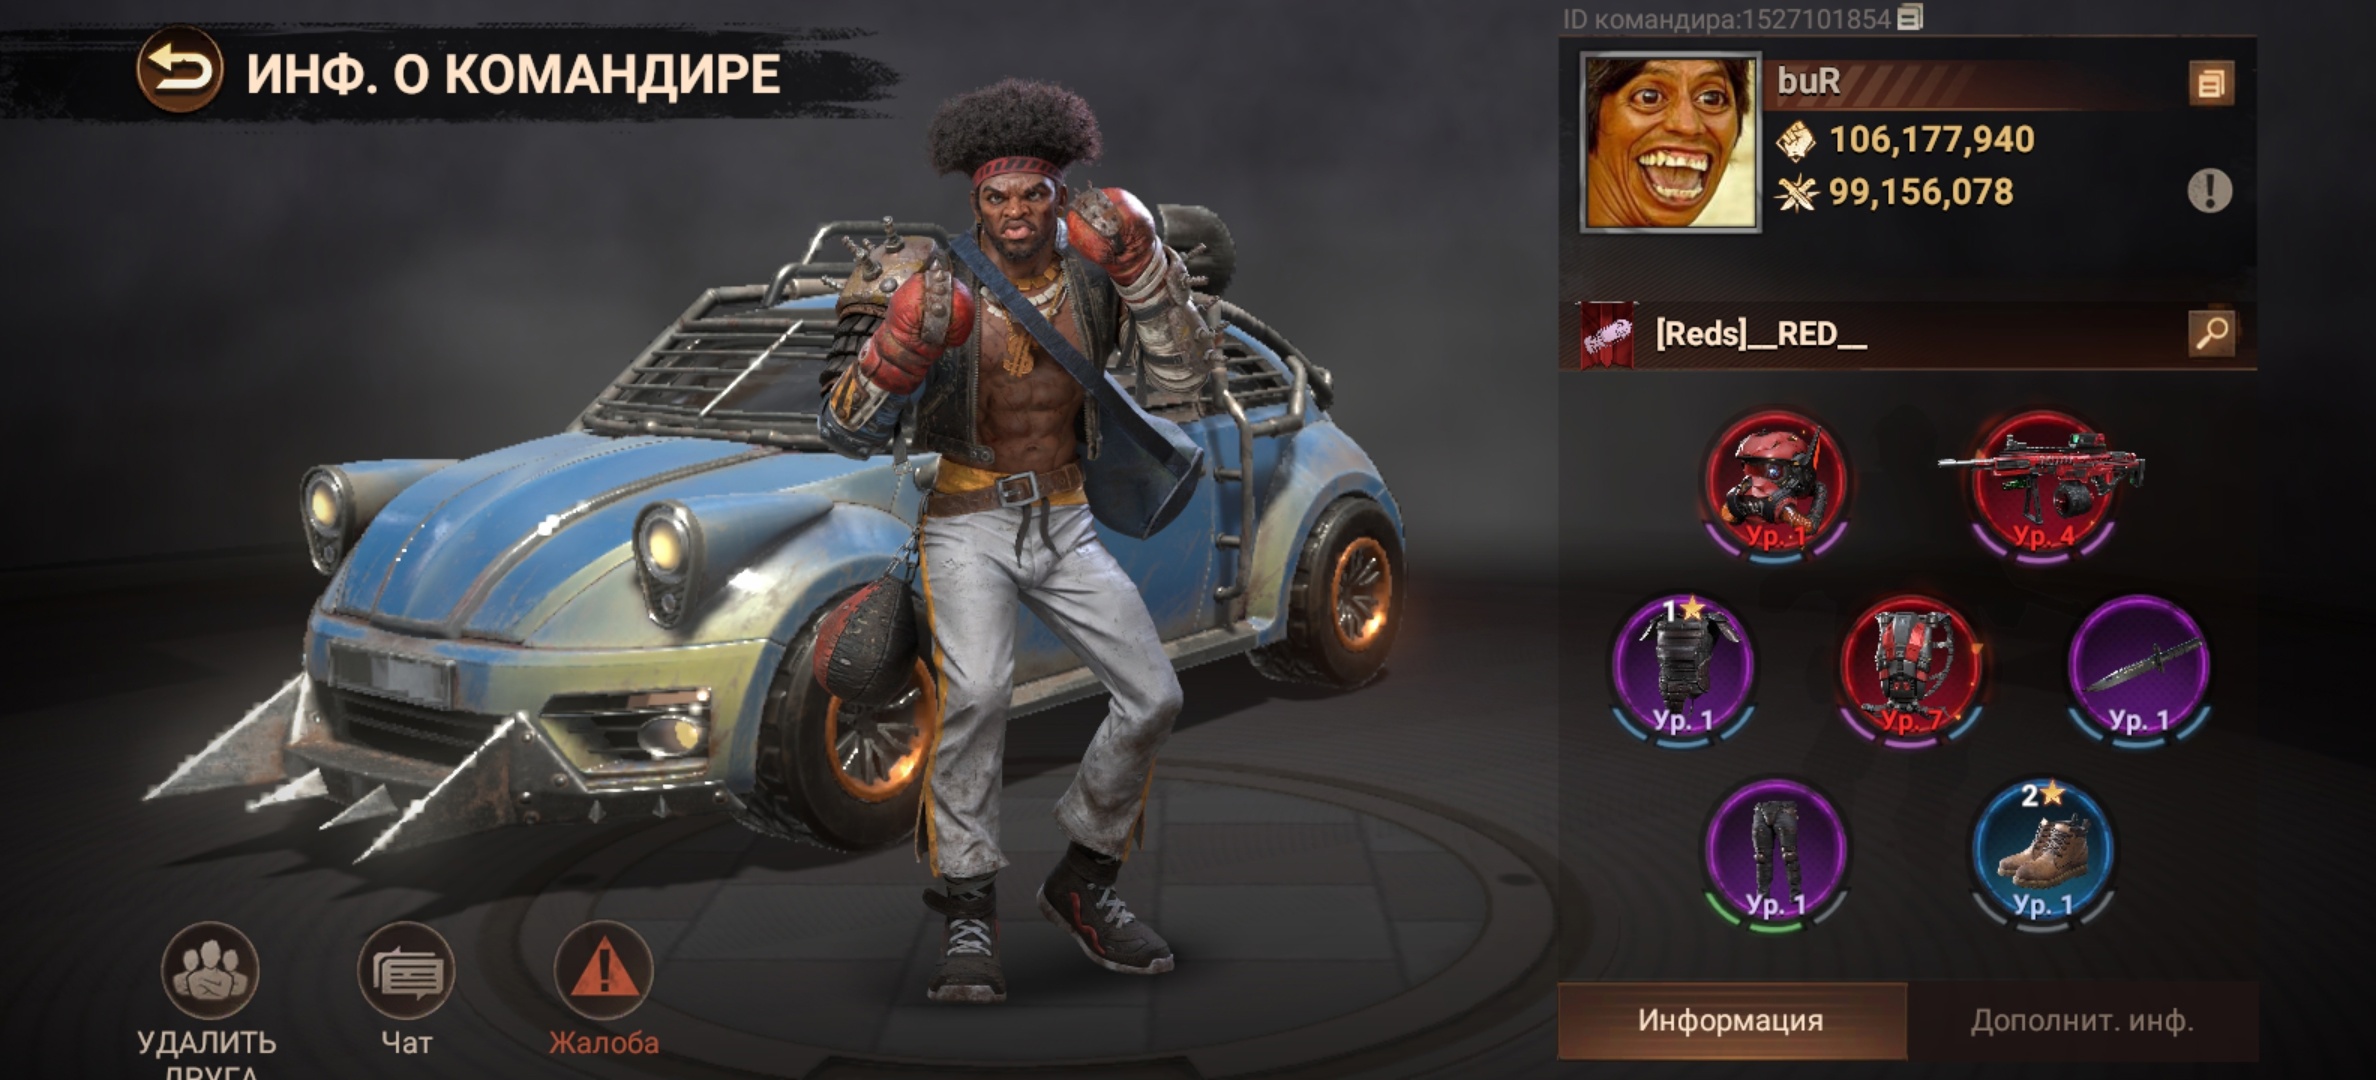 ID командира:1527101854
ИНФ. О КОМАНДИРЕ
buR
106,177,940
99,156,078
[Reds]__RED__
Ур. 1
Ур. 4
1
Ур. 1
Ур. 7
Ур. 1
Ур. 1
2
Ур. 1
УДАЛИТЬ
ДРУГА
Чат
Жалоба
Информация
Дополнит. инф.